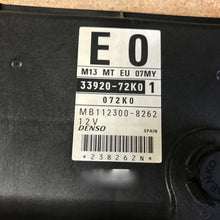 E 0
M13 MT EU 07MY
33920-72K0 1
072K0
MB112300-8262
12V
DENSO SPAIN
*238262N*